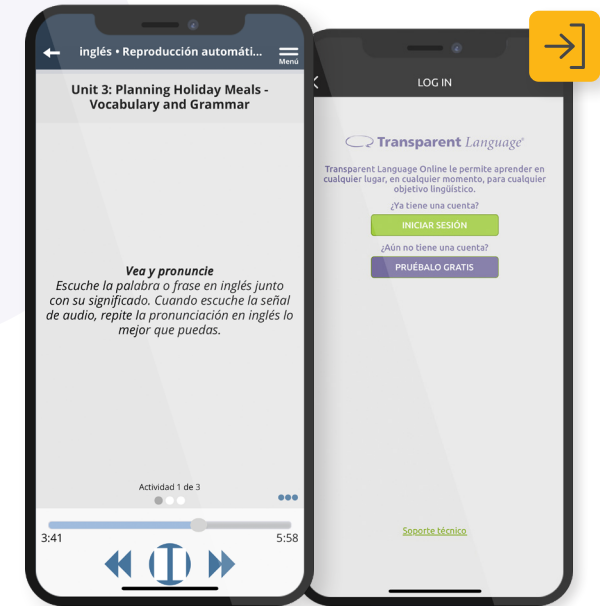 inglés • Reproducción automáti...
Menú
Unit 3: Planning Holiday Meals -
Vocabulary and Grammar
Vea y pronuncie
Escuche la palabra o frase en inglés junto
con su significado. Cuando escuche la señal
de audio, repite la pronunciación en inglés lo
mejor que puedas.
Actividad 1 de 3
3:41
5:58
LOG IN
Transparent Language®
Transparent Language Online le permite aprender en
cualquier lugar, en cualquier momento, para cualquier
objetivo lingüístico.
¿Ya tiene una cuenta?
INICIAR SESIÓN
¿Aún no tiene una cuenta?
PRUÉBALO GRATIS
Soporte técnico